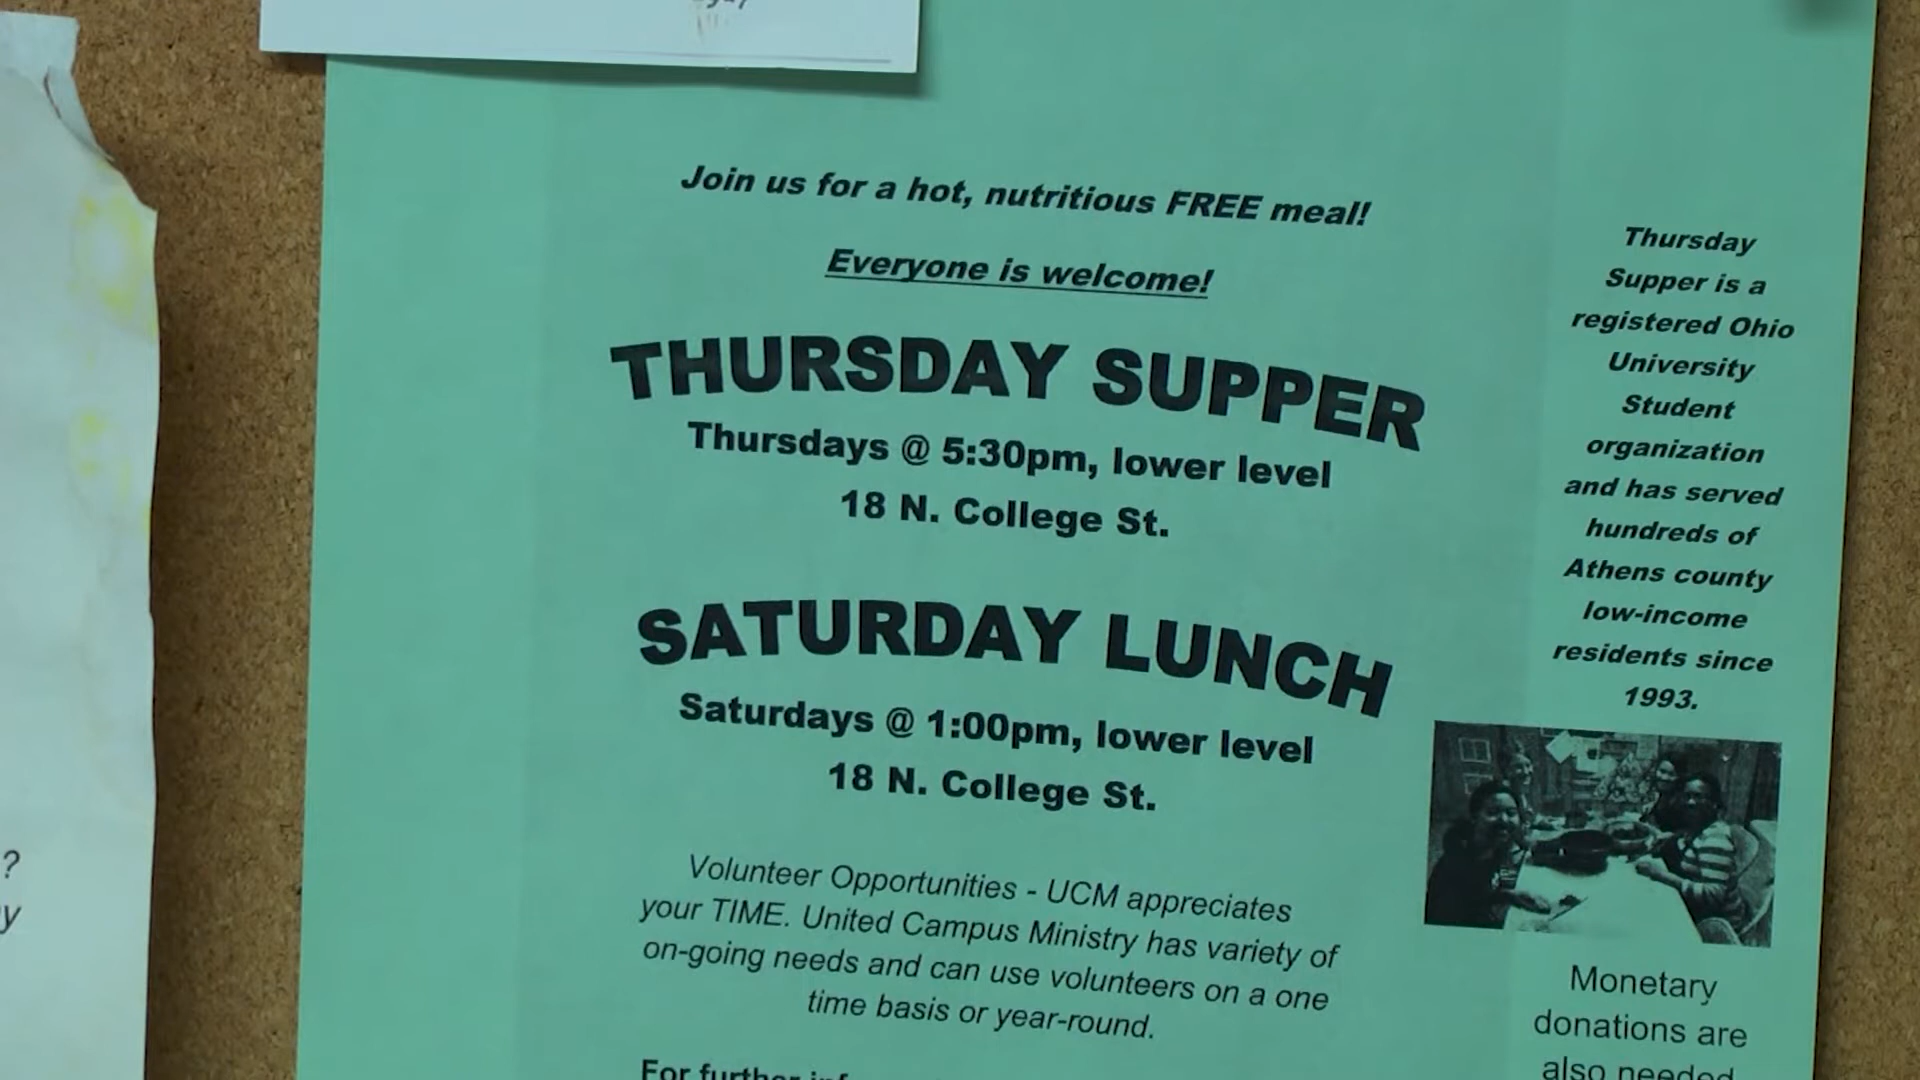 Join us for a hot, nutritious FREE meal!
Everyone is welcome!
THURSDAY SUPPER
Thursdays @ 5:30pm, lower level
18 N. College St.
SATURDAY LUNCH
Saturdays @ 1:00pm, lower level
18 N. College St.
Volunteer Opportunities - UCM appreciates
your TIME. United Campus Ministry has variety of
on-going needs and can use volunteers on a one
time basis or year-round.
For further
Thursday
Supper is a
registered Ohio
University
Student
organization
and has served
hundreds of
Athens county
low-income
residents since
1993.
Monetary
donations are
also needed
?